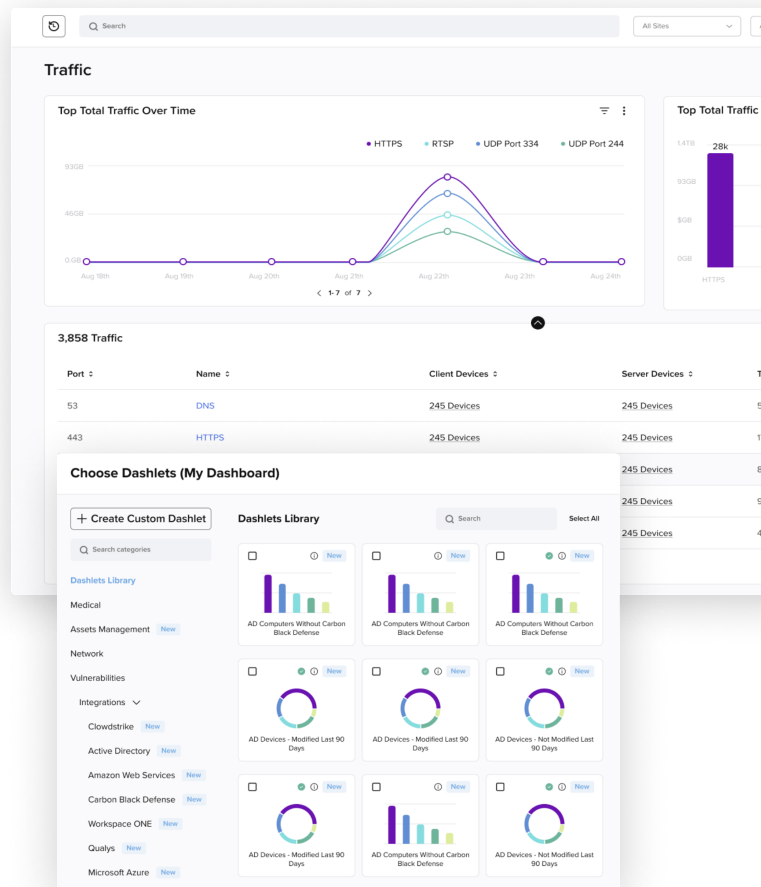 Search
All Sites
Traffic
Top Total Traffic Over Time
HTTPS
RTSP
UDP Port 334
UDP Port 244
93GB
46GB
0 GB
Aug 18th
Aug 19th
Aug 20th
Aug 21th
Aug 22th
Aug 23th
Aug 24th
1-7 of 7
Top Total Traffic
1.4TB
28k
93GB
$GB
0GB
HTTPS
3,858 Traffic
Port
Name
Client Devices
Server Devices
53
DNS
245 Devices
245 Devices
443
HTTPS
245 Devices
245 Devices
245 Devices
245 Devices
245 Devices
Choose Dashlets (My Dashboard)
+ Create Custom Dashlet
Search categories
Dashlets Library
Medical
Assets Management New
Network
Vulnerabilities
Integrations
Clowdstrike New
Active Directory New
Amazon Web Services New
Carbon Black Defense New
Workspace ONE New
Qualys New
Microsoft Azure New
Dashlets Library
Search
Select All
New
AD Computers Without Carbon
Black Defense
New
AD Computers Without Carbon
Black Defense
New
AD Computers Without Carbon
Black Defense
New
AD Devices - Modified Last 90
Days
New
AD Devices - Modified Last 90
Days
New
AD Devices - Not Modified Last
90 Days
New
AD Devices - Modified Last 90
Days
New
AD Computers Without Carbon
Black Defense
New
AD Devices - Not Modified Last
90 Days